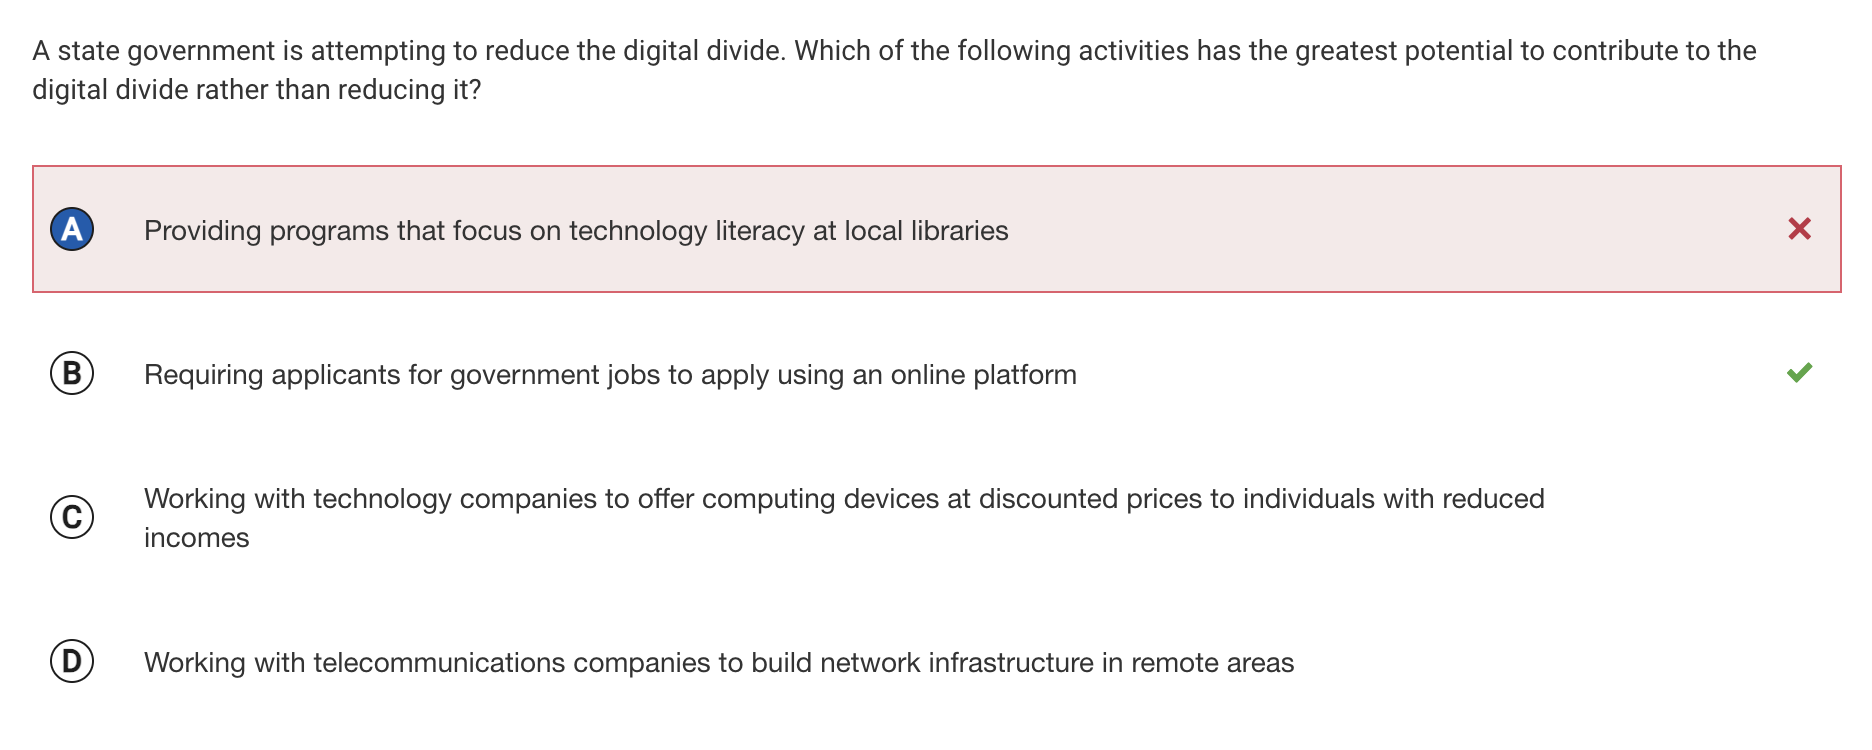 A state government is attempting to reduce the digital divide. Which of the following activities has the greatest potential to contribute to the
digital divide rather than reducing it?
A Providing programs that focus on technology literacy at local libraries
B Requiring applicants for government jobs to apply using an online platform
C Working with technology companies to offer computing devices at discounted prices to individuals with reduced
incomes
D Working with telecommunications companies to build network infrastructure in remote areas